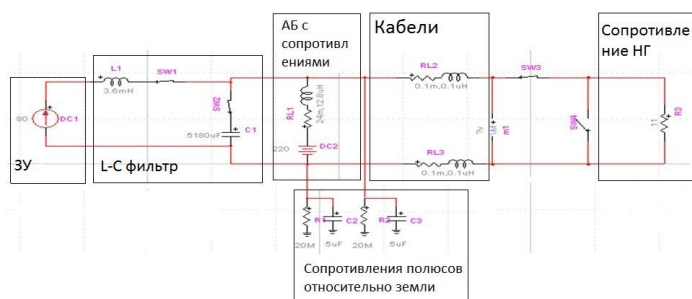 АБ с
сопротивл
ениями
Кабели
Сопротивле
ние НГ
L1
SW1
3.6mH
SW2
C1
5180uF
80
DC1
ЗУ
L-C фильтр
RL1
24m,12.8uH
220
DC2
RL2
0.1m,0.1uH
SW3
m1
SW4
R3
11
RL3
0.1m,0.1uH
R1
C2
R2
C3
20M
5uF
20M
5uF
Сопротивления полюсов
относительно земли